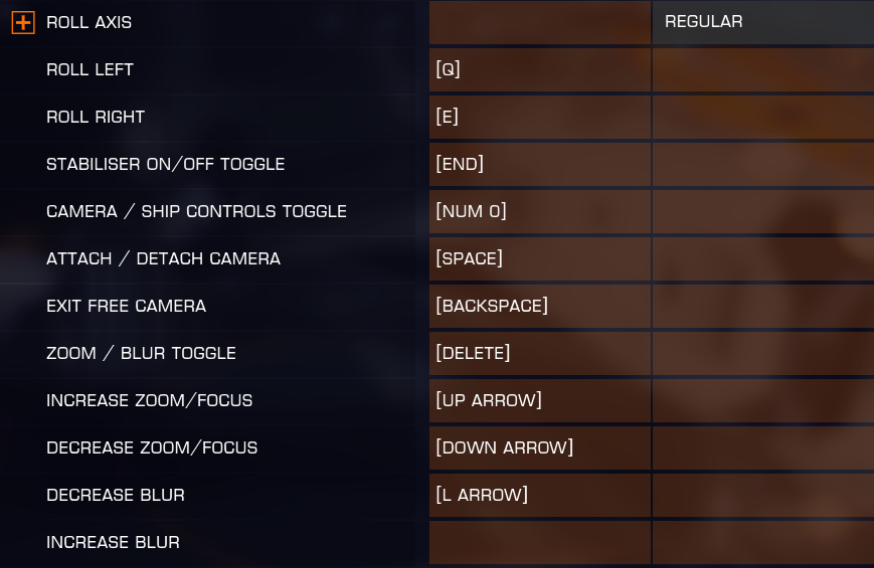 ROLL AXIS REGULAR
ROLL LEFT [Q]
ROLL RIGHT [E]
STABILISER ON/OFF TOGGLE [END]
CAMERA / SHIP CONTROLS TOGGLE [NUM 0]
ATTACH / DETACH CAMERA [SPACE]
EXIT FREE CAMERA [BACKSPACE]
ZOOM / BLUR TOGGLE [DELETE]
INCREASE ZOOM/FOCUS [UP ARROW]
DECREASE ZOOM/FOCUS [DOWN ARROW]
DECREASE BLUR [L ARROW]
INCREASE BLUR